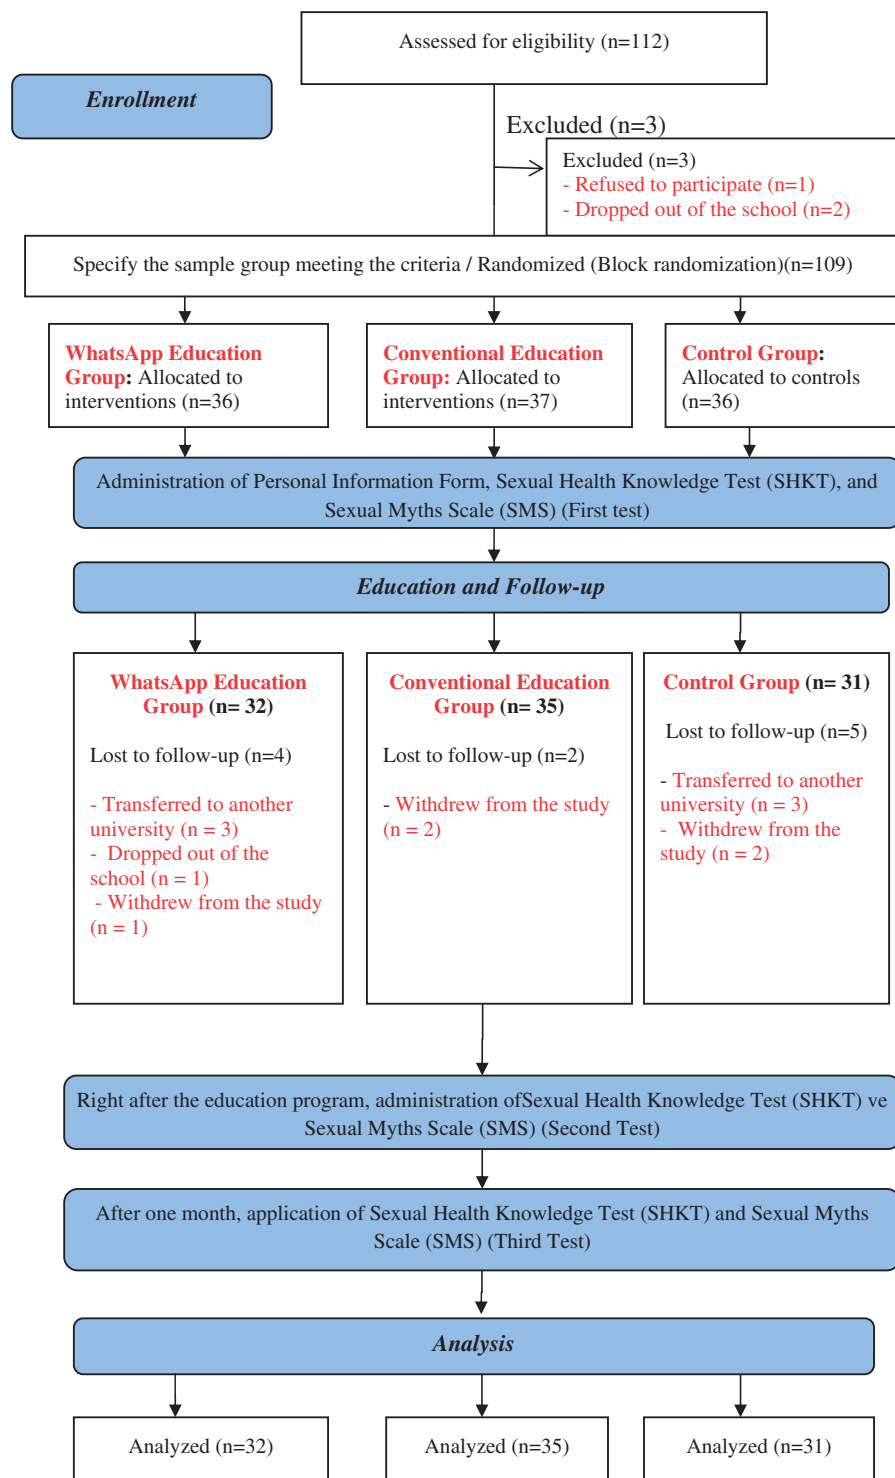 Assessed for eligibility (n=112)
Enrollment
Excluded (n=3)
Excluded (n=3)
- Refused to participate (n=1)
- Dropped out of the school (n=2)
Specify the sample group meeting the criteria / Randomized (Block randomization)(n=109)
WhatsApp Education
Group: Allocated to
interventions (n=36)
Conventional Education
Group: Allocated to
interventions (n=37)
Control Group:
Allocated to controls
(n=36)
Administration of Personal Information Form, Sexual Health Knowledge Test (SHKT), and
Sexual Myths Scale (SMS) (First test)
Education and Follow-up
WhatsApp Education
Group (n= 32)
Lost to follow-up (n=4)
- Transferred to another
university (n = 3)
- Dropped out of the
school (n = 1)
- Withdrew from the study
(n = 1)
Conventional Education
Group (n= 35)
Lost to follow-up (n=2)
- Withdrew from the study
(n = 2)
Control Group (n= 31)
Lost to follow-up (n=5)
- Transferred to another
university (n = 3)
- Withdrew from the
study (n = 2)
Right after the education program, administration ofSexual Health Knowledge Test (SHKT) ve
Sexual Myths Scale (SMS) (Second Test)
After one month, application of Sexual Health Knowledge Test (SHKT) and Sexual Myths
Scale (SMS) (Third Test)
Analysis
Analyzed (n=32)
Analyzed (n=35)
Analyzed (n=31)